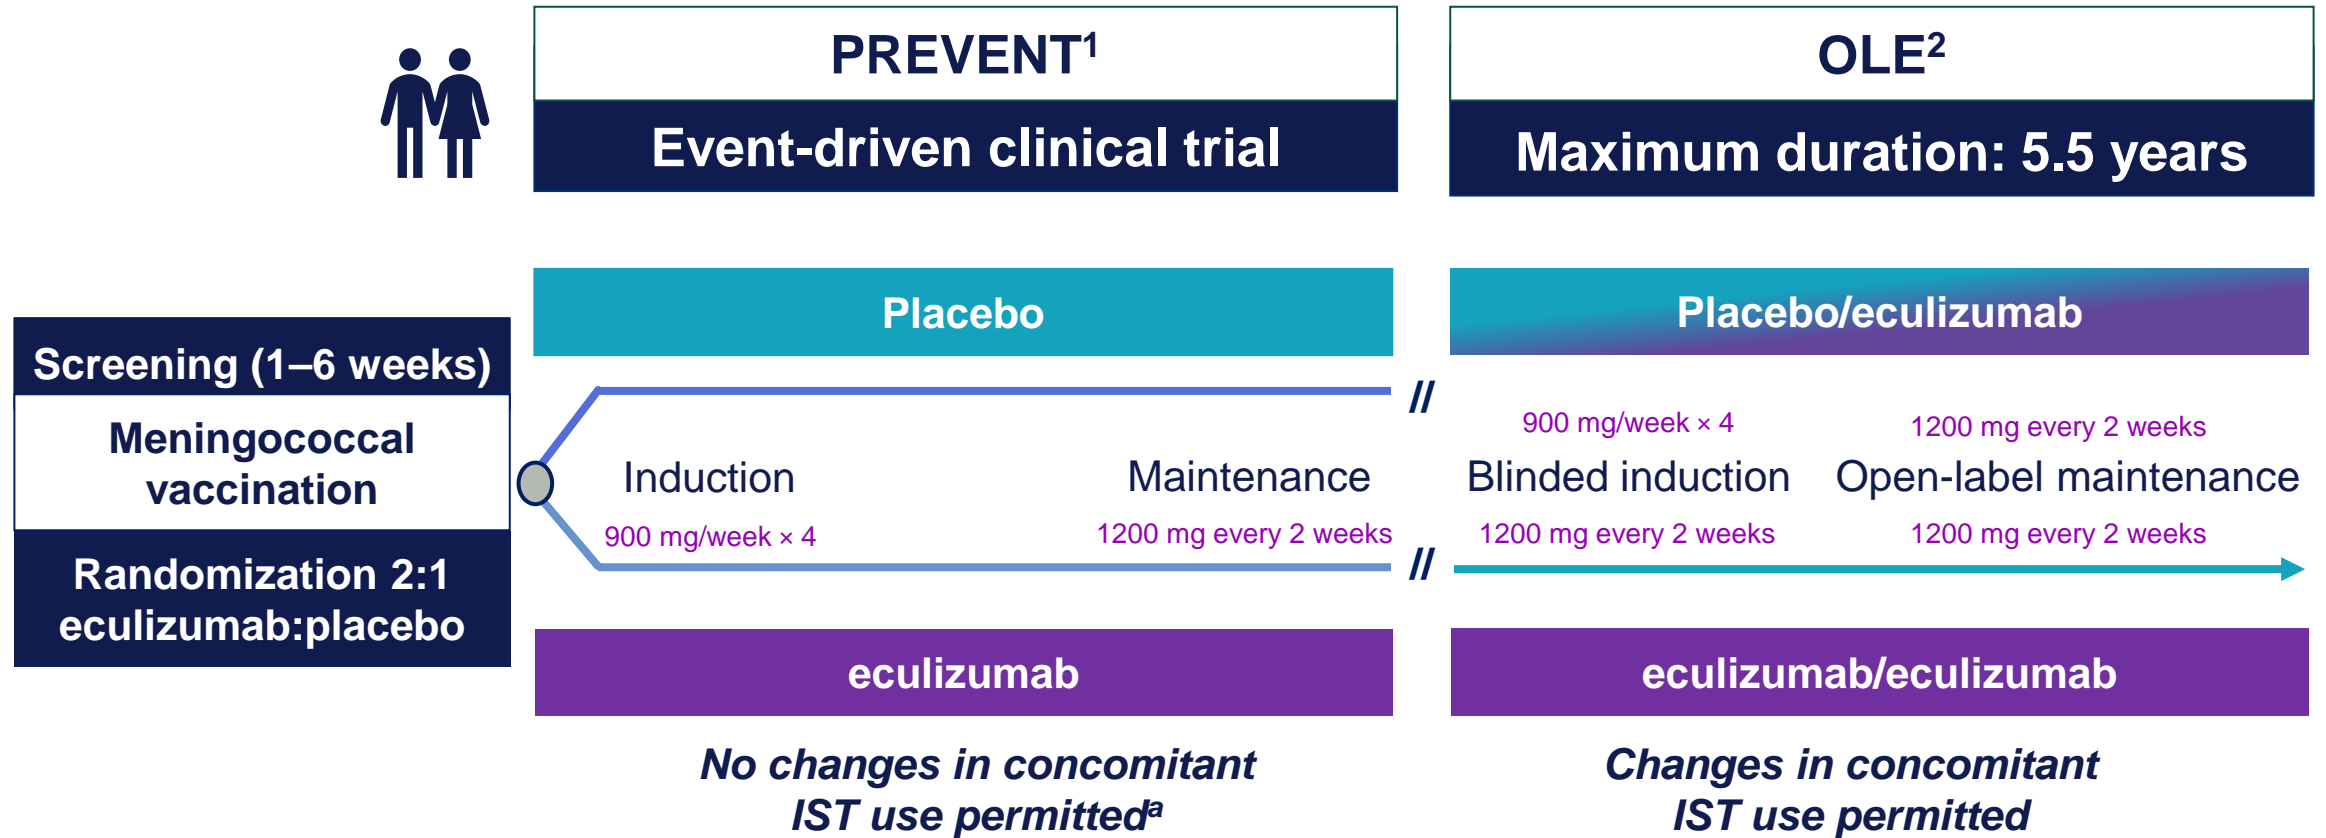 PREVENT¹
Event-driven clinical trial
OLE²
Maximum duration: 5.5 years
Screening (1–6 weeks)
Meningococcal
vaccination
Randomization 2:1
eculizumab:placebo
Placebo
Induction
900 mg/week × 4
Maintenance
1200 mg every 2 weeks
eculizumab
No changes in concomitant
IST use permittedᵃ
//
//
Placebo/eculizumab
900 mg/week × 4
Blinded induction
1200 mg every 2 weeks
1200 mg every 2 weeks
Open-label maintenance
1200 mg every 2 weeks
eculizumab/eculizumab
Changes in concomitant
IST use permitted